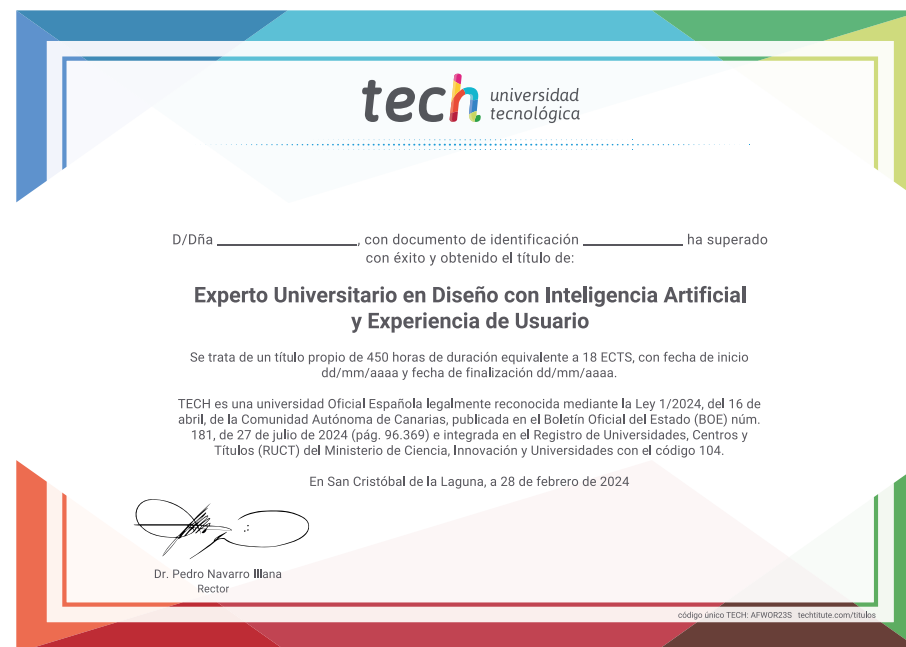 tech universidad
tecnológica
D/Dña ____________________, con documento de identificación ______________ ha superado
con éxito y obtenido el título de:
Experto Universitario en Diseño con Inteligencia Artificial
y Experiencia de Usuario
Se trata de un título propio de 450 horas de duración equivalente a 18 ECTS, con fecha de inicio
dd/mm/aaaa y fecha de finalización dd/mm/aaaa.
TECH es una universidad Oficial Española legalmente reconocida mediante la Ley 1/2024, del 16 de
abril, de la Comunidad Autónoma de Canarias, publicada en el Boletín Oficial del Estado (BOE) núm.
181, de 27 de julio de 2024 (pág. 96.369) e integrada en el Registro de Universidades, Centros y
Títulos (RUCT) del Ministerio de Ciencia, Innovación y Universidades con el código 104.
En San Cristóbal de la Laguna, a 28 de febrero de 2024
Dr. Pedro Navarro Illana
Rector
código único TECH: AFWOR23S techtitute.com/titulos